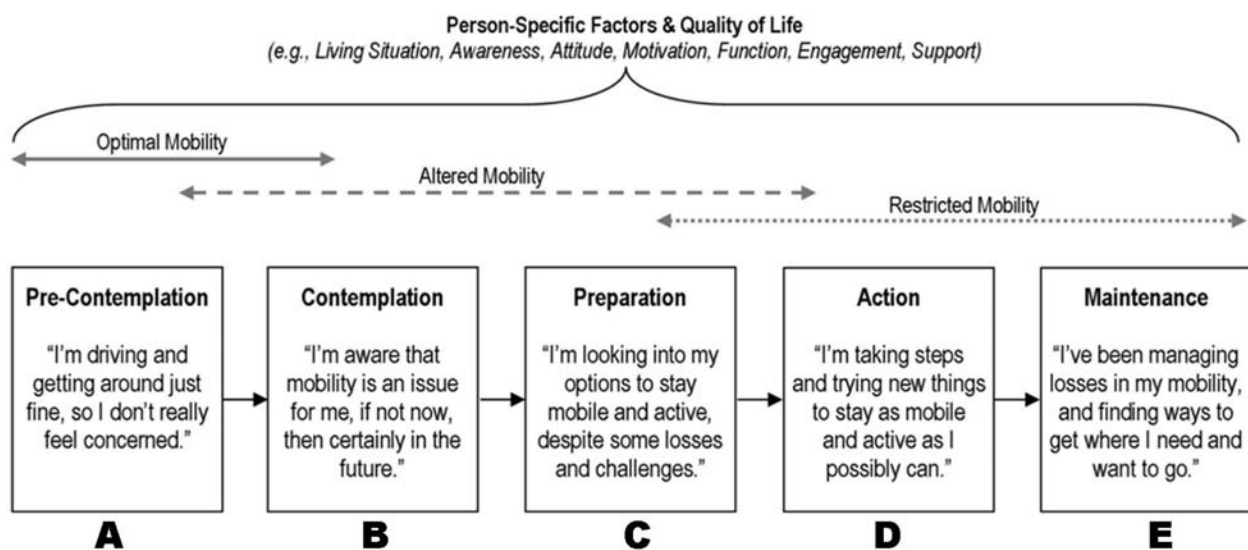 Person-Specific Factors & Quality of Life
(e.g., Living Situation, Awareness, Attitude, Motivation, Function, Engagement, Support)
Optimal Mobility
Altered Mobility
Restricted Mobility
Pre-Contemplation
“I’m driving and
getting around just
fine, so I don’t really
feel concerned.”
Contemplation
“I’m aware that
mobility is an issue
for me, if not now,
then certainly in the
future.”
Preparation
“I’m looking into my
options to stay
mobile and active,
despite some losses
and challenges.”
Action
“I’m taking steps
and trying new things
to stay as mobile
and active as I
possibly can.”
Maintenance
“I’ve been managing
losses in my mobility,
and finding ways to
get where I need and
want to go.”
A
B
C
D
E